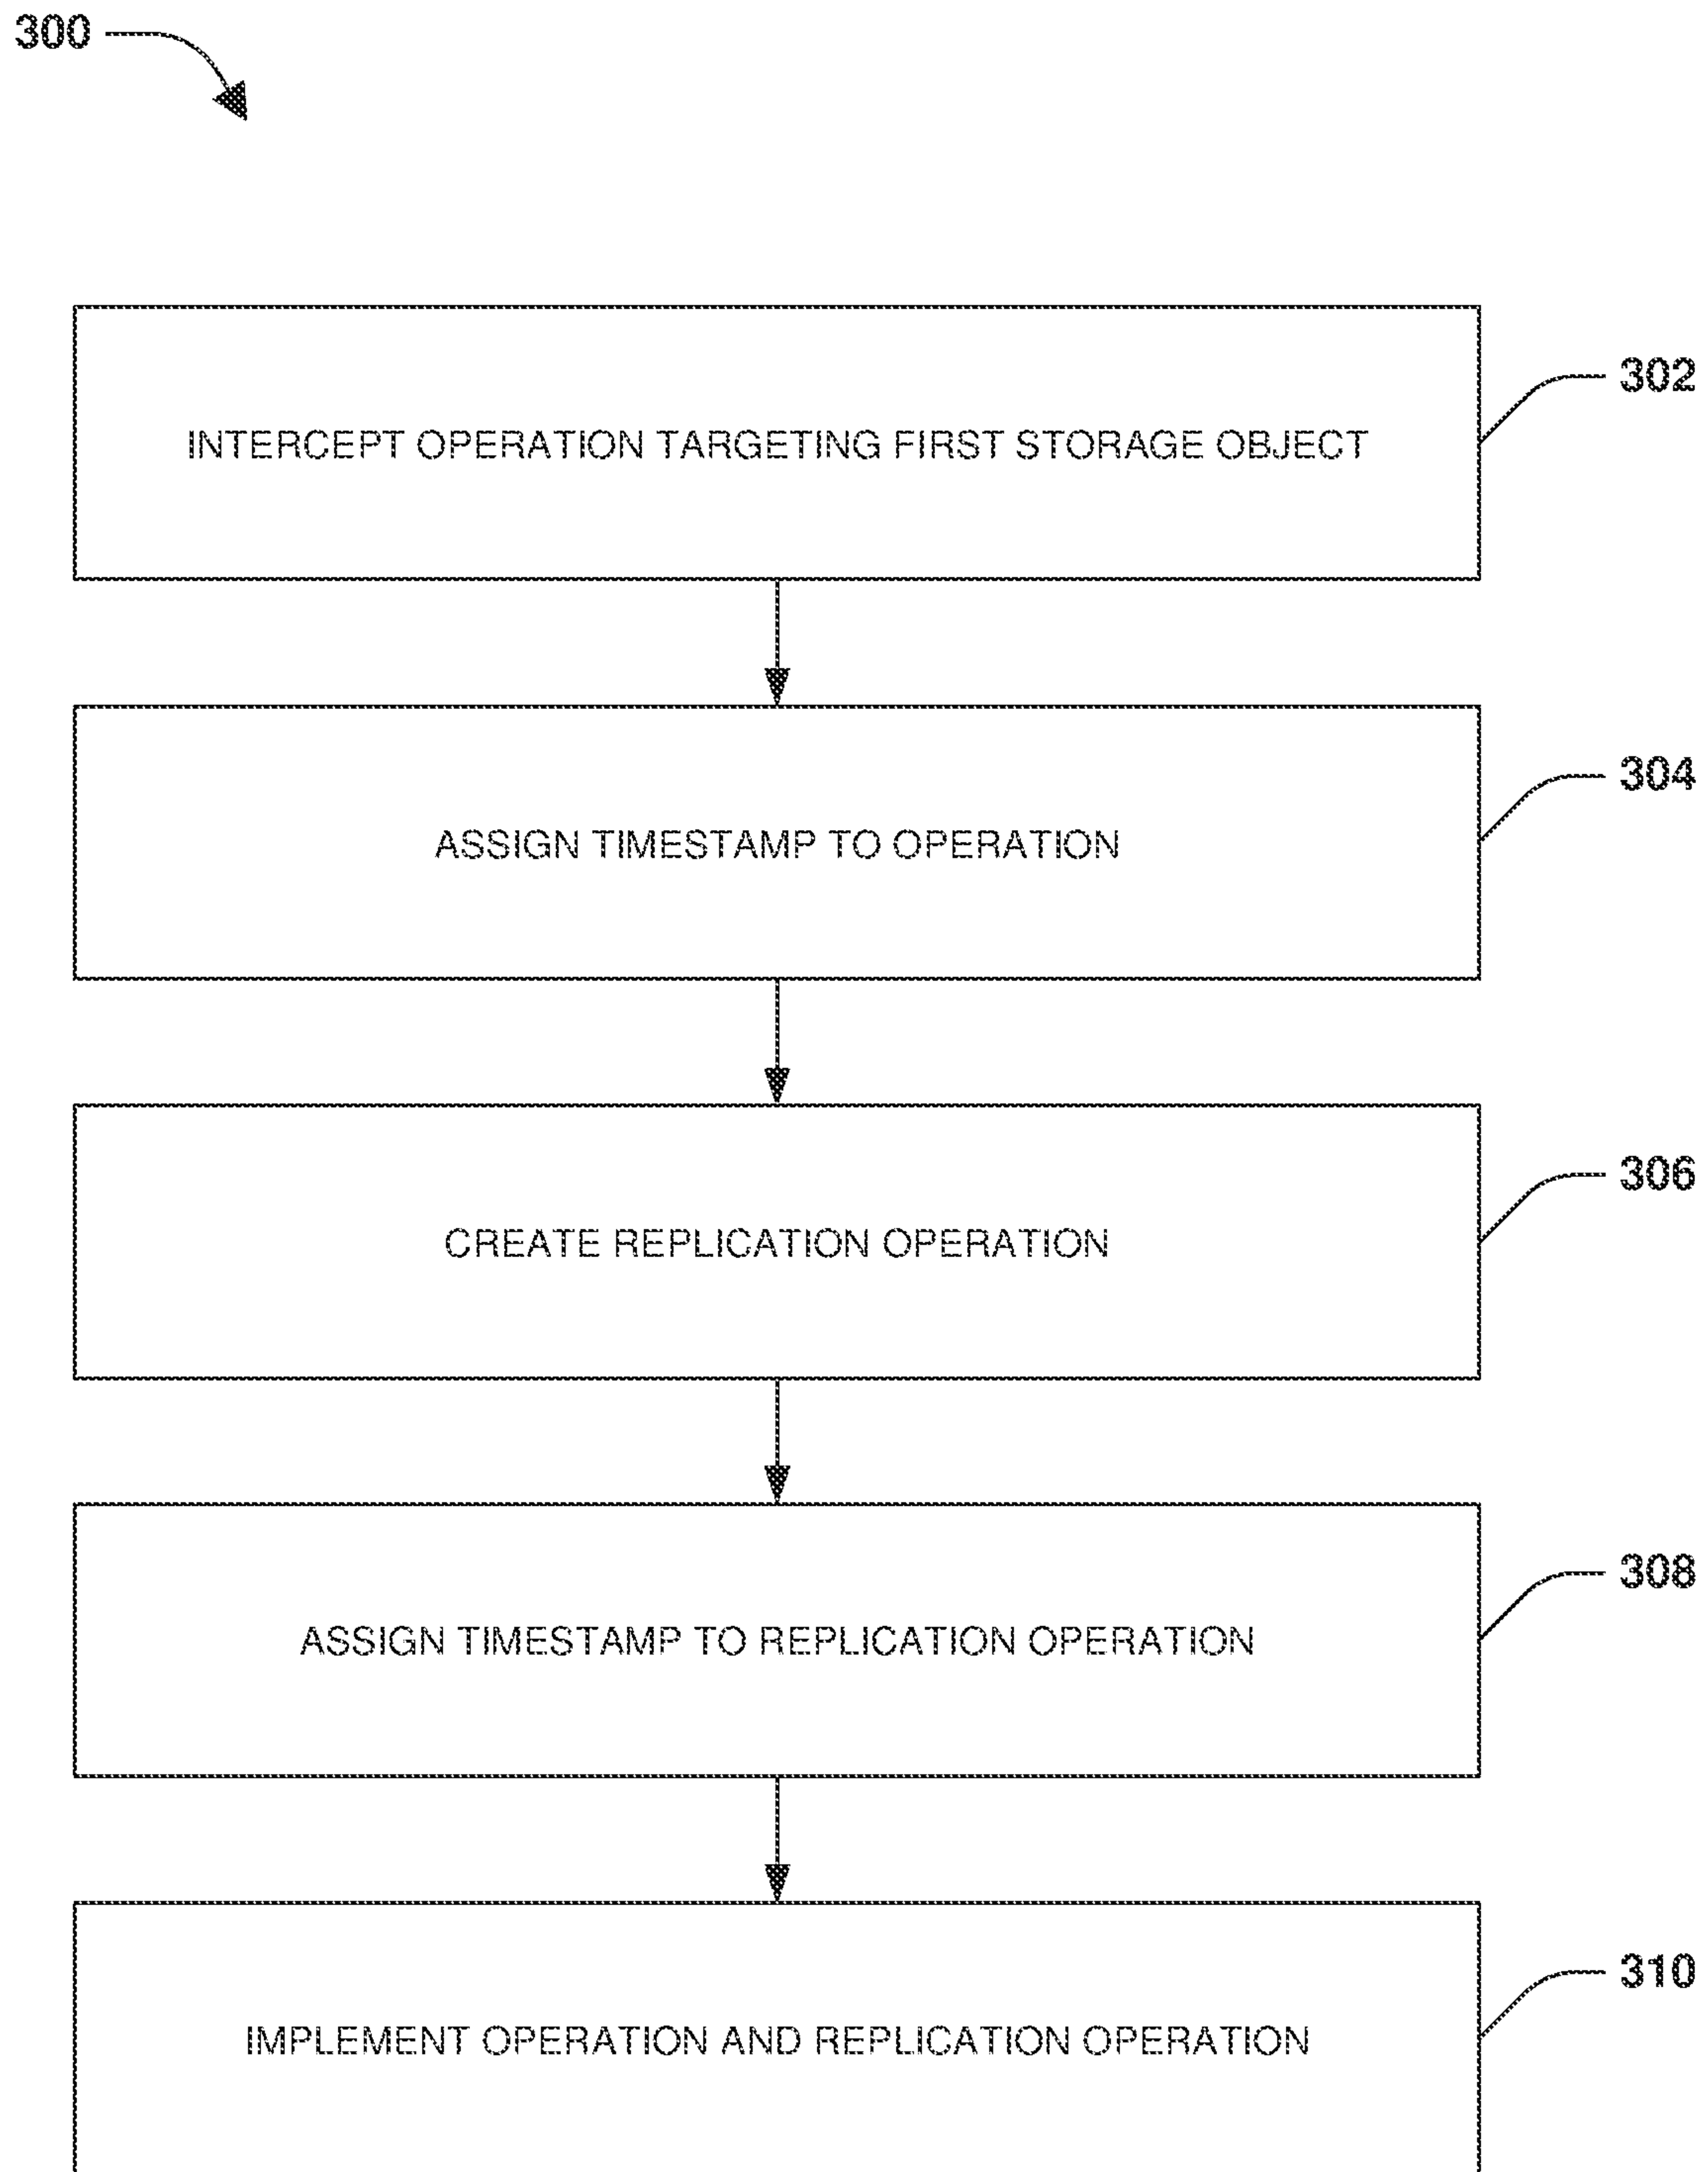 300
INTERCEPT OPERATION TARGETING FIRST STORAGE OBJECT
302
ASSIGN TIMESTAMP TO OPERATION
304
CREATE REPLICATION OPERATION
306
ASSIGN TIMESTAMP TO REPLICATION OPERATION
308
IMPLEMENT OPERATION AND REPLICATION OPERATION
310